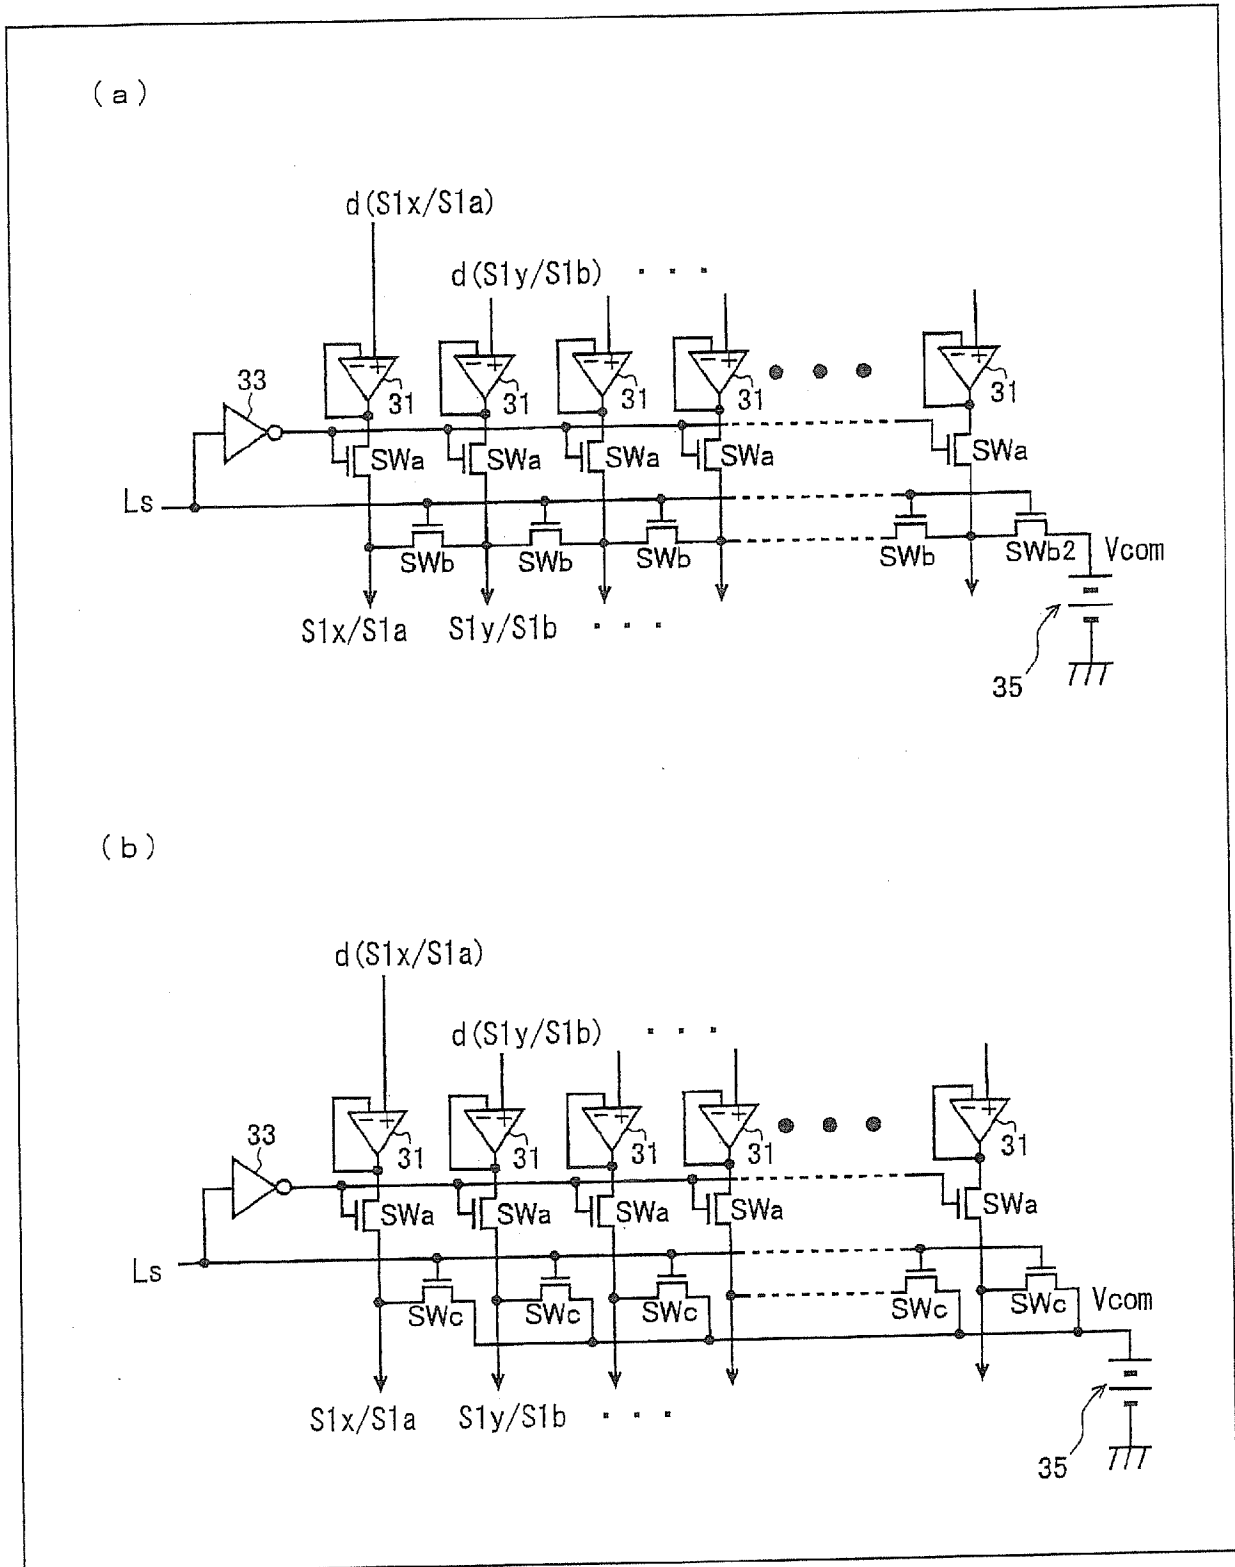 (a)
d(S1x/S1a)
d(S1y/S1b) ・・・
33
31 31 31 31 ● ● ● 31
SWa SWa SWa SWa SWa
Ls
SWb SWb SWb SWb SWb2 Vcom
S1x/S1a S1y/S1b ・・・
35
(b)
d(S1x/S1a)
d(S1y/S1b) ・・・
33
31 31 31 31 ● ● ● 31
SWa SWa SWa SWa SWa
Ls
SWc SWc SWc SWc SWc Vcom
S1x/S1a S1y/S1b ・・・
35